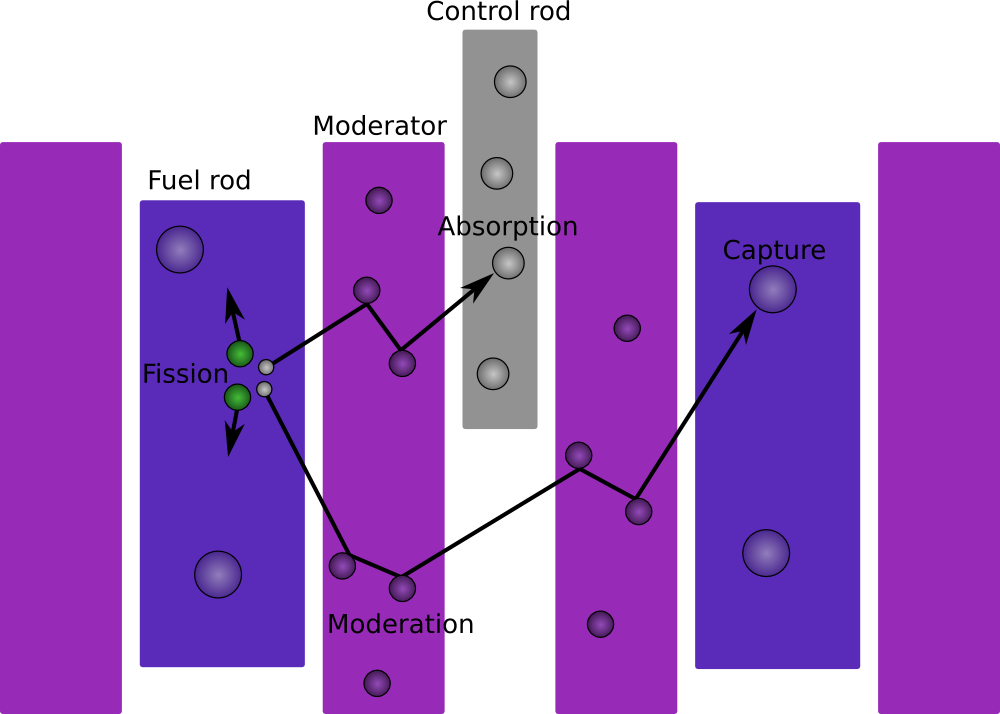 Control rod
Moderator
Fuel rod
Absorption
Capture
Fission
Moderation